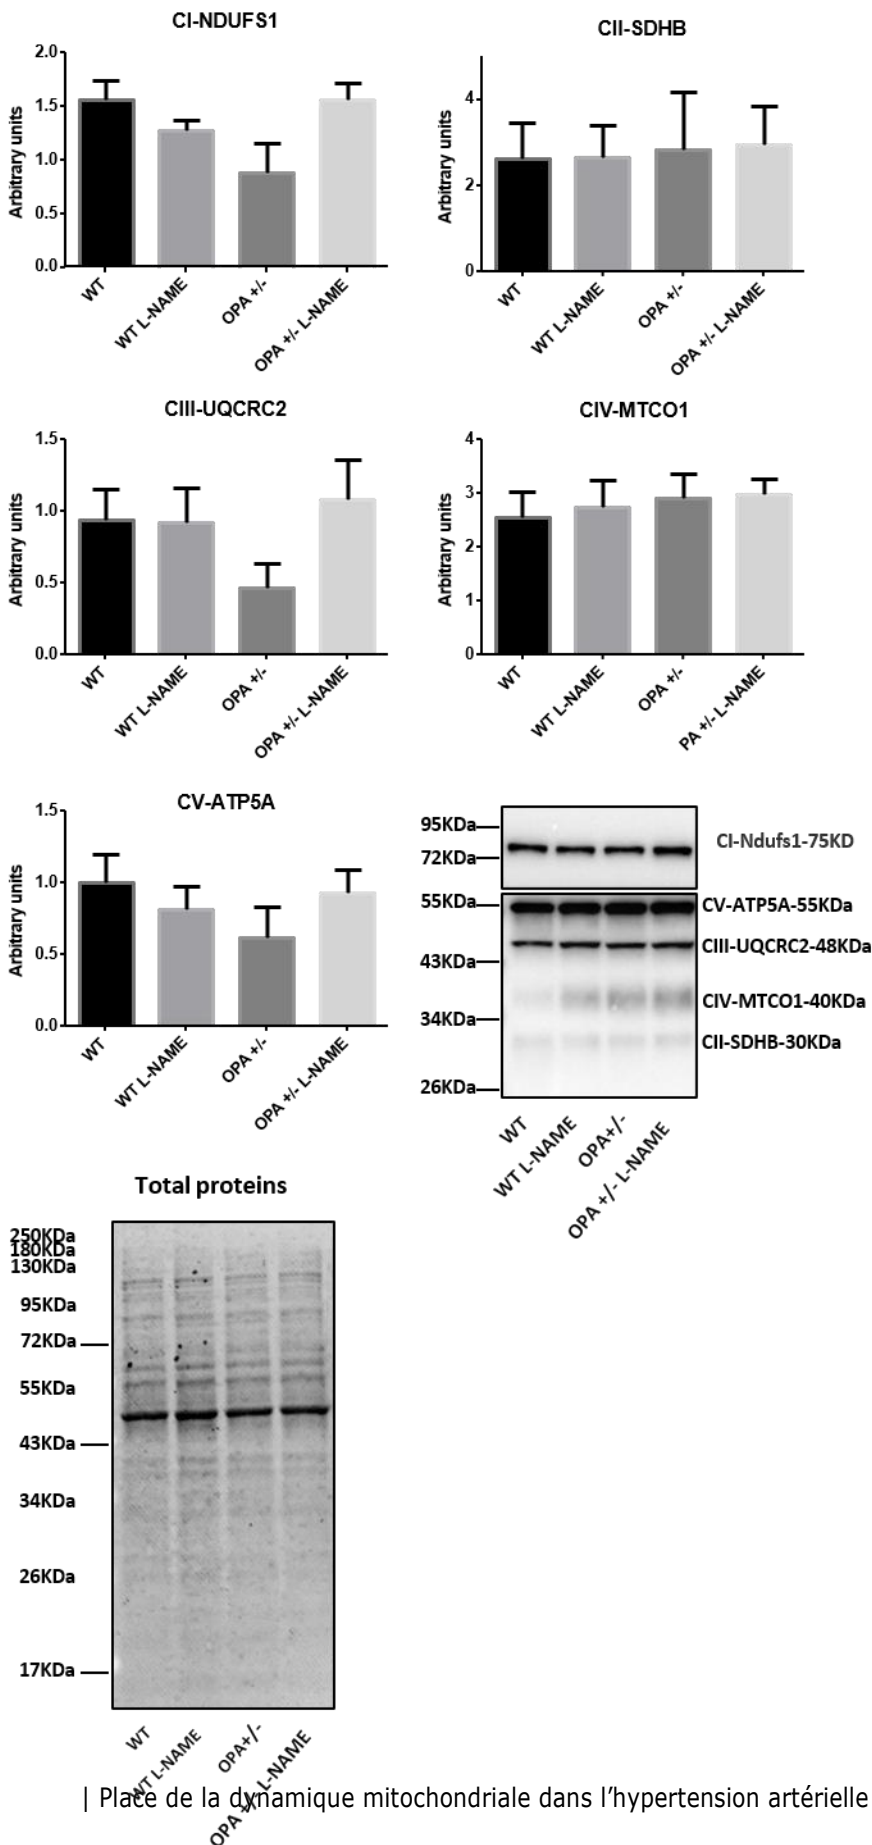 CI-NDUFS1
Arbitrary units
2.0
1.5
1.0
0.5
0.0
WT
WT L-NAME
OPA +/-
OPA +/- L-NAME
CII-SDHB
Arbitrary units
4
2
0
WT
WT L-NAME
OPA +/-
OPA +/- L-NAME
CIII-UQCRC2
Arbitrary units
1.5
1.0
0.5
0.0
WT
WT L-NAME
OPA +/-
OPA +/- L-NAME
CIV-MTCO1
Arbitrary units
4
3
2
1
0
WT
WT L-NAME
OPA +/-
PA +/- L-NAME
CV-ATP5A
Arbitrary units
1.5
1.0
0.5
0.0
WT
WT L-NAME
OPA +/-
OPA +/- L-NAME
95KDa
72KDa
55KDa
43KDa
34KDa
26KDa
CI-Ndufs1-75KD
CV-ATP5A-55KDa
CIII-UQCRC2-48KDa
CIV-MTCO1-40KDa
CII-SDHB-30KDa
WT
WT L-NAME
OPA+/-
OPA +/- L-NAME
Total proteins
250KDa
180KDa
130KDa
95KDa
72KDa
55KDa
43KDa
34KDa
26KDa
17KDa
WT
WT L-NAME
OPA+/-
OPA +/- L-NAME
| Place de la dynamique mitochondriale dans l'hypertension artérielle